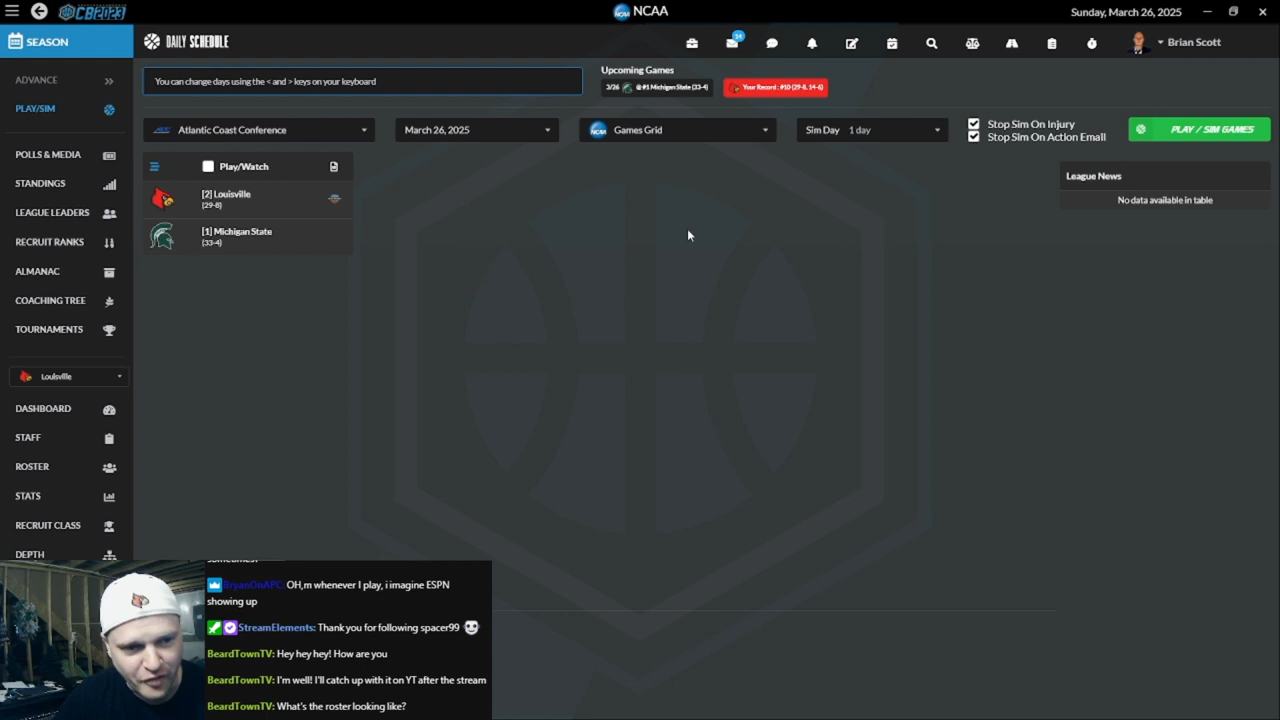 CB2023
NCAA
Sunday, March 26, 2025
SEASON
DAILY SCHEDULE
14
Brian Scott
ADVANCE
You can change days using the < and > keys on your keyboard
Upcoming Games
3/26 @ #1 Michigan State (33-4)
Your Record : #10 (29-8, 14-6)
PLAY/SIM
Atlantic Coast Conference
March 26, 2025
Games Grid
Sim Day 1 day
Stop Sim On Injury
Stop Sim On Action Email
PLAY / SIM GAMES
POLLS & MEDIA
Play/Watch
League News
STANDINGS
[2] Louisville
(29-8)
No data available in table
LEAGUE LEADERS
[1] Michigan State
(33-4)
RECRUIT RANKS
ALMANAC
COACHING TREE
TOURNAMENTS
Louisville
DASHBOARD
STAFF
ROSTER
STATS
RECRUIT CLASS
DEPTH
sometimes!
BryanOnAPC: OH,m whenever I play, i imagine ESPN
showing up
StreamElements: Thank you for following spacer99
BeardTownTV: Hey hey hey! How are you
BeardTownTV: I'm well! I'll catch up with it on YT after the stream
BeardTownTV: What's the roster looking like?